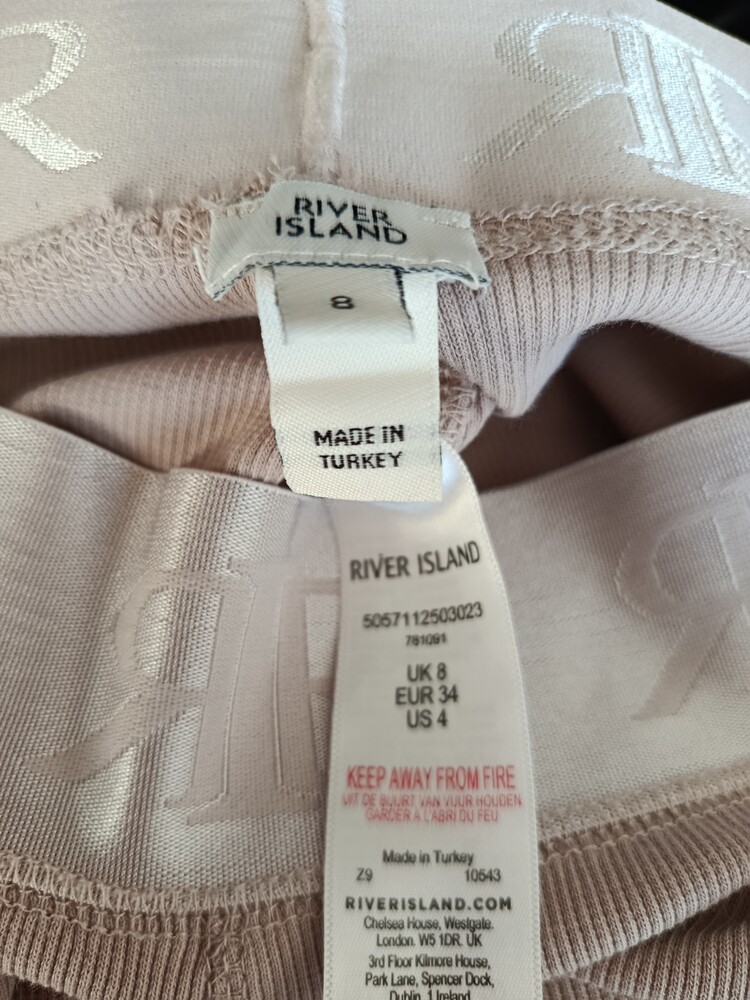 RIVER
ISLAND
8
MADE IN
TURKEY
RIVER ISLAND
5057112503023
781091
UK 8
EUR 34
US 4
KEEP AWAY FROM FIRE
UIT DE BUURT VAN VUUR HOUDEN
GARDER À L'ABRI DU FEU
Made in Turkey
Z9 10543
RIVERISLAND.COM
Chelsea House, Westgate.
London. W5 1DR. UK
3rd Floor Kilmore House,
Park Lane, Spencer Dock,
Dublin, 1 Ireland